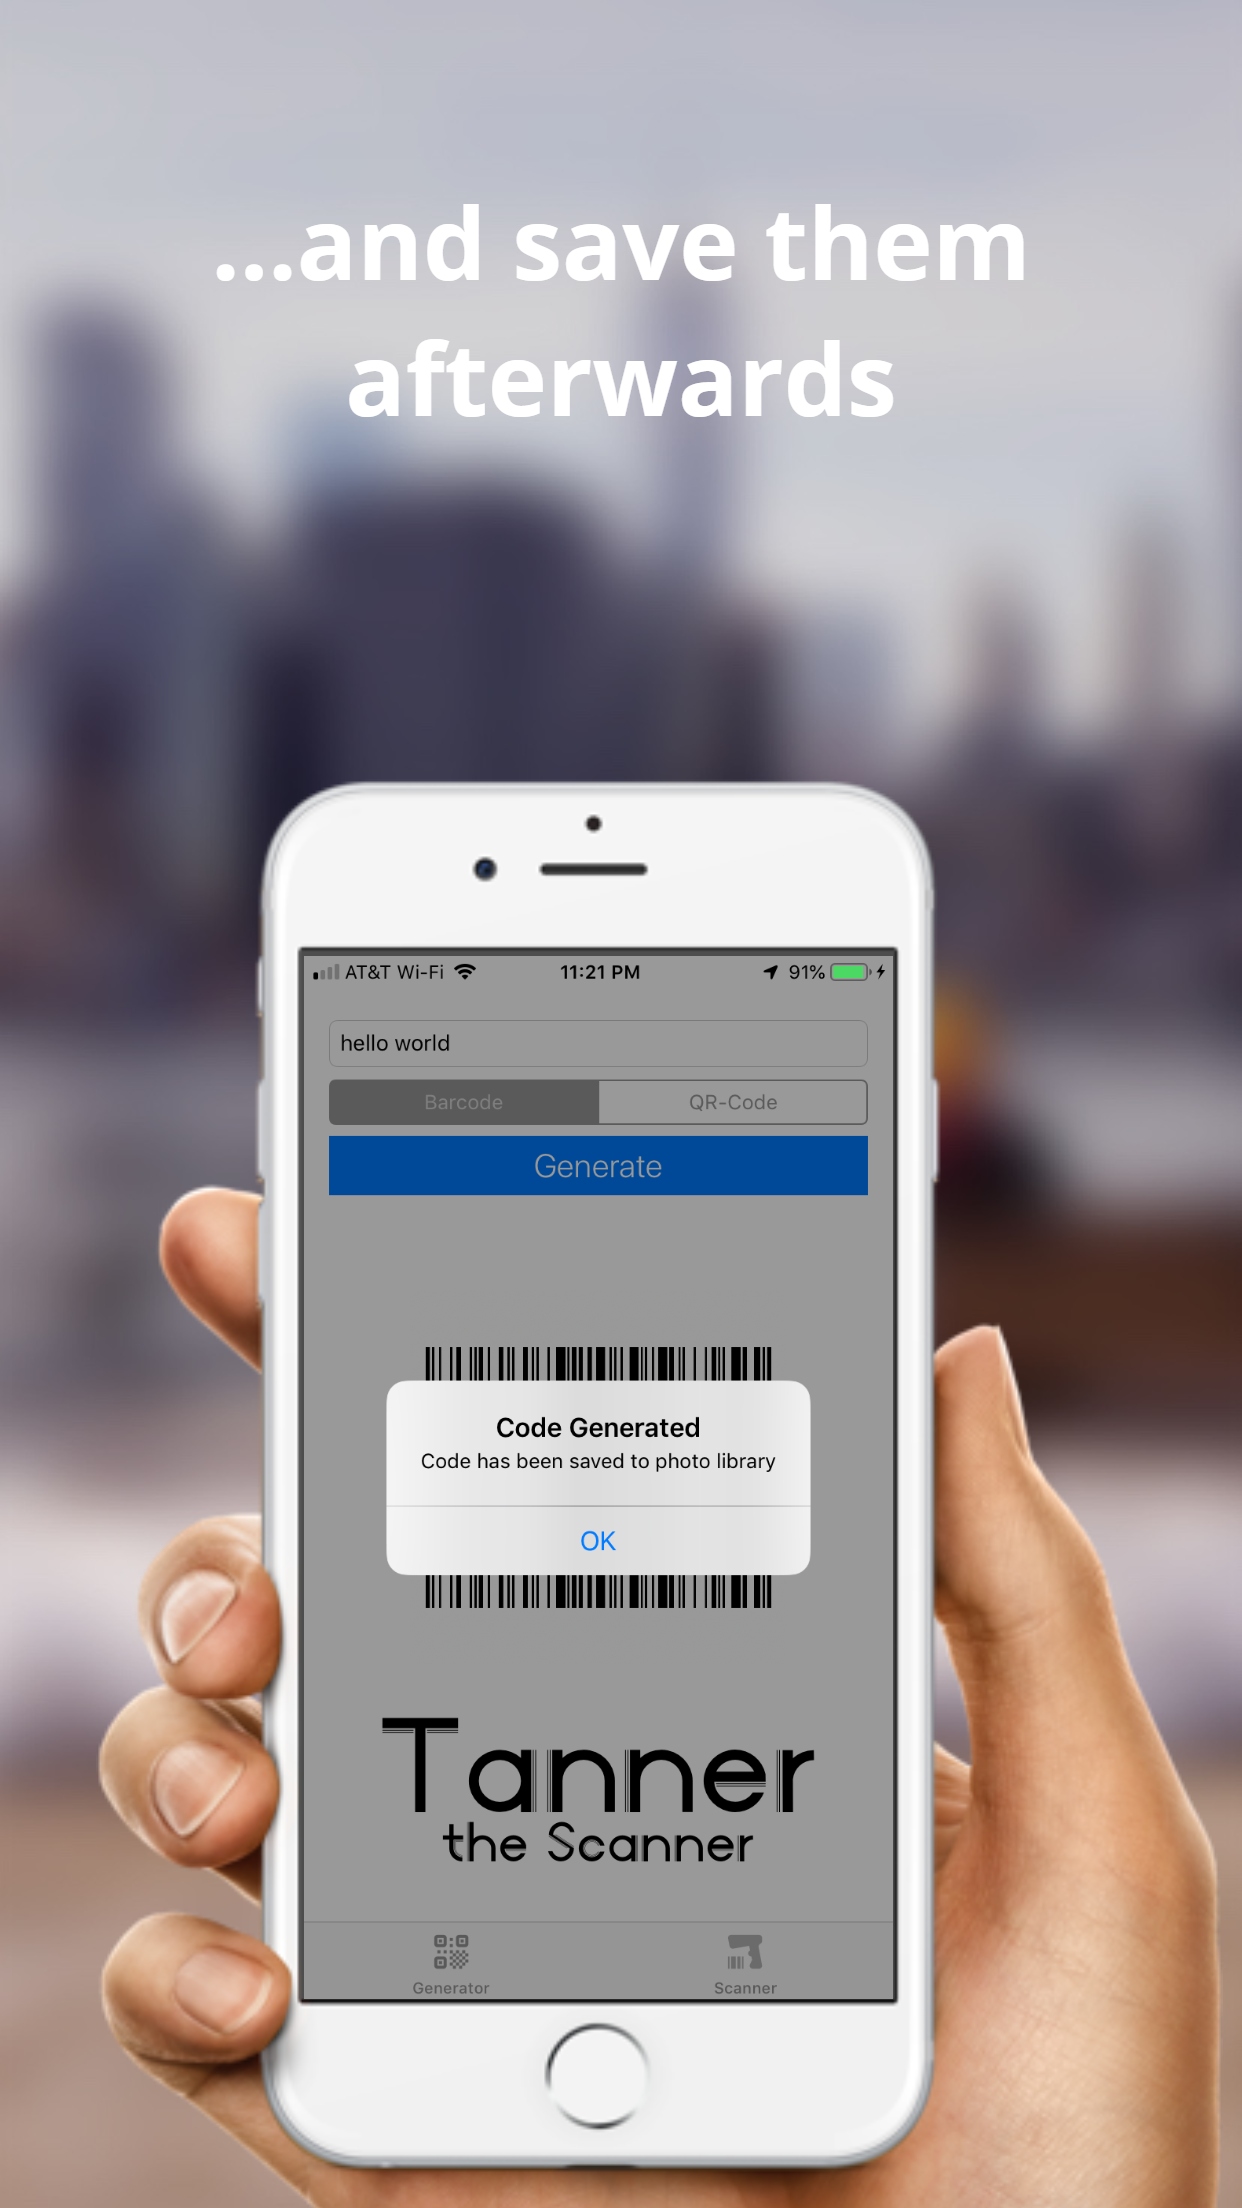 ...and save them
afterwards
AT&T Wi-Fi 11:21 PM 91%
hello world
Barcode QR-Code
Generate
Code Generated
Code has been saved to photo library
OK
Tanner
the Scanner
Generator Scanner